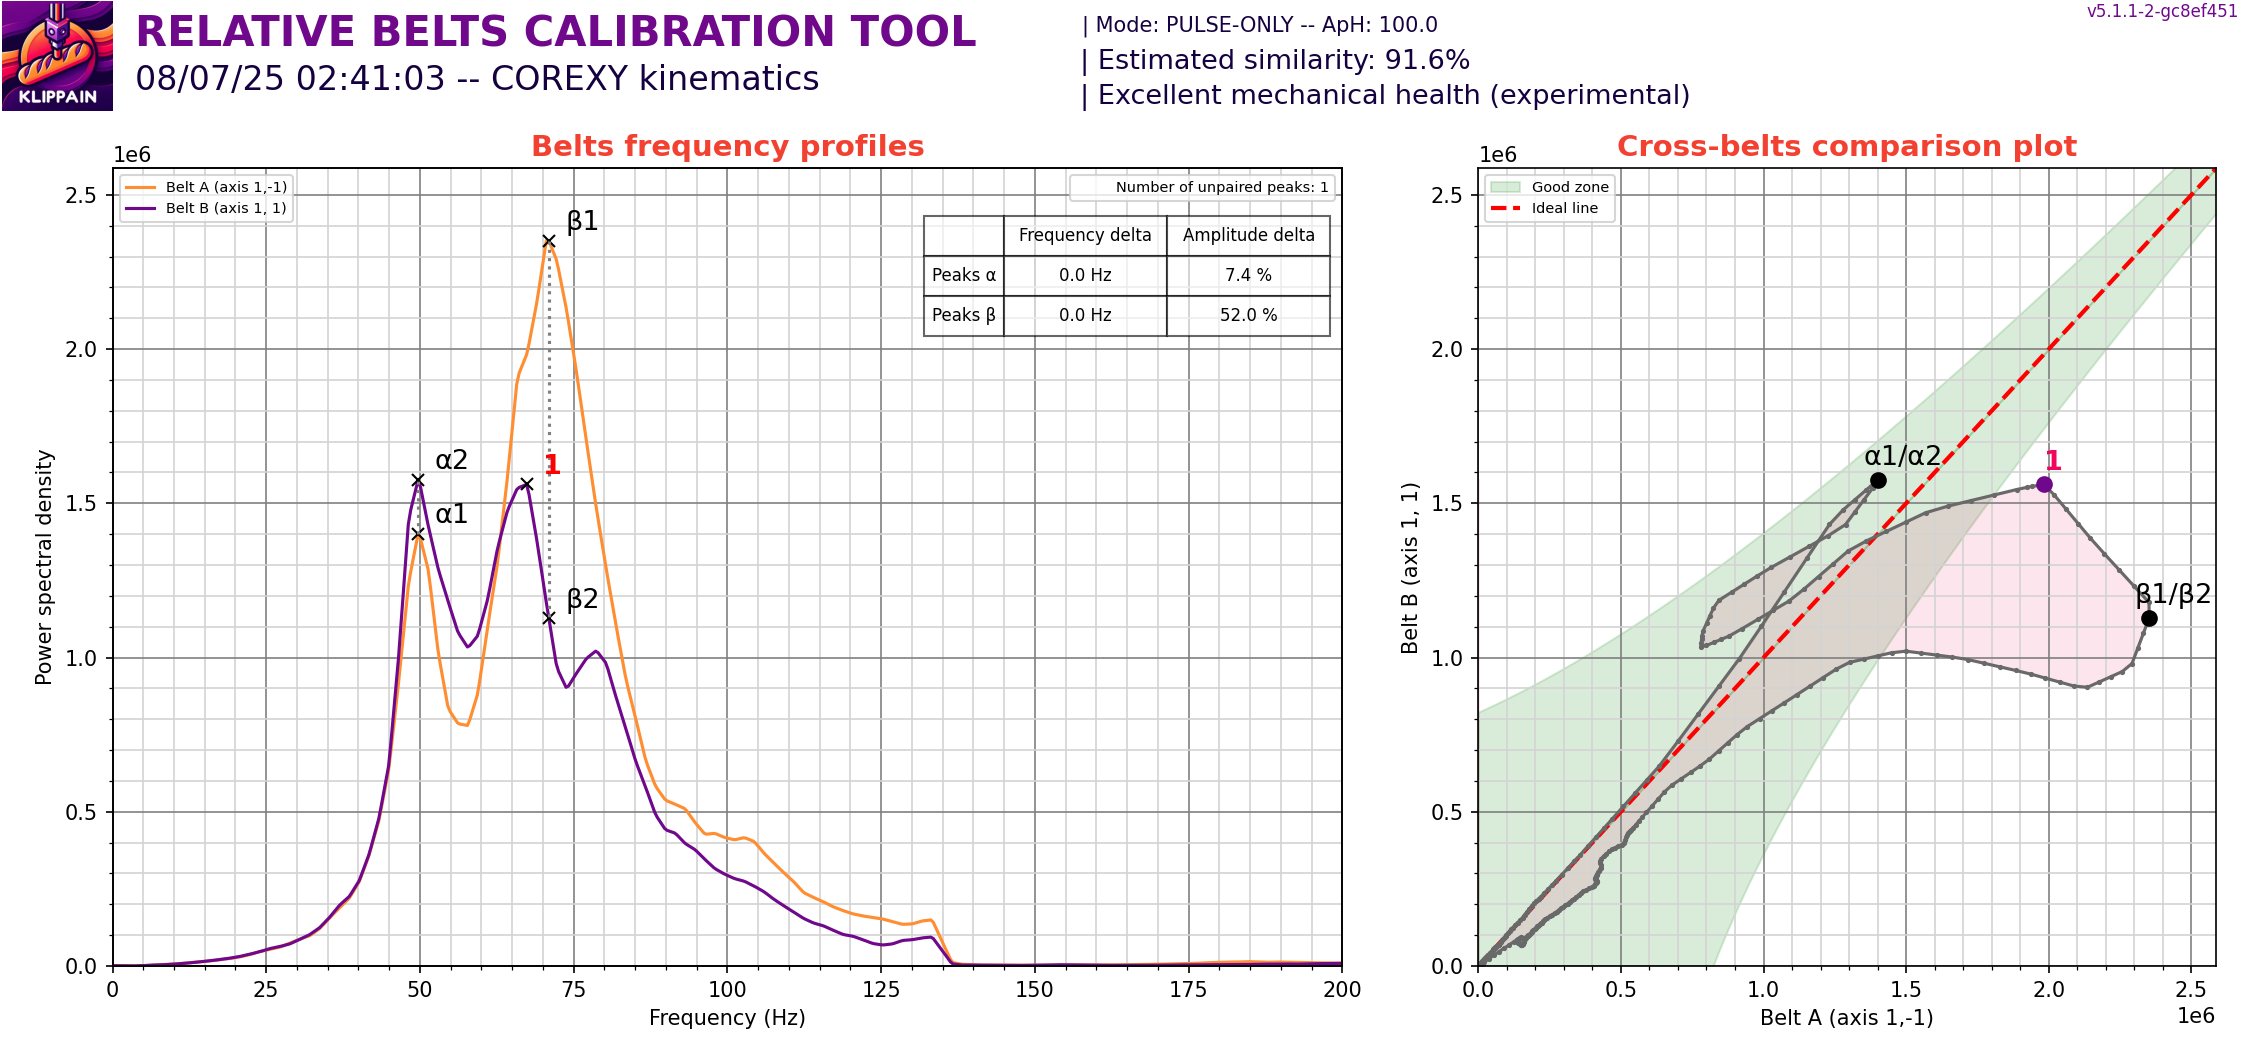 KLIPPAIN
RELATIVE BELTS CALIBRATION TOOL
08/07/25 02:41:03 -- COREXY kinematics
| Mode: PULSE-ONLY -- ApH: 100.0
| Estimated similarity: 91.6%
| Excellent mechanical health (experimental)
v5.1.1-2-gc8ef451
Belts frequency profiles
1e6
Belt A (axis 1,-1)
Belt B (axis 1, 1)
Number of unpaired peaks: 1
Frequency delta Amplitude delta
Peaks α 0.0 Hz 7.4 %
Peaks β 0.0 Hz 52.0 %
β1
α2
1
α1
β2
2.5
2.0
1.5
1.0
0.5
0.0
Power spectral density
0 25 50 75 100 125 150 175 200
Frequency (Hz)
Cross-belts comparison plot
1e6
Good zone
Ideal line
α1/α2
1
β1/β2
2.5
2.0
1.5
1.0
0.5
0.0
Belt B (axis 1, 1)
0.0 0.5 1.0 1.5 2.0 2.5
Belt A (axis 1,-1)
1e6